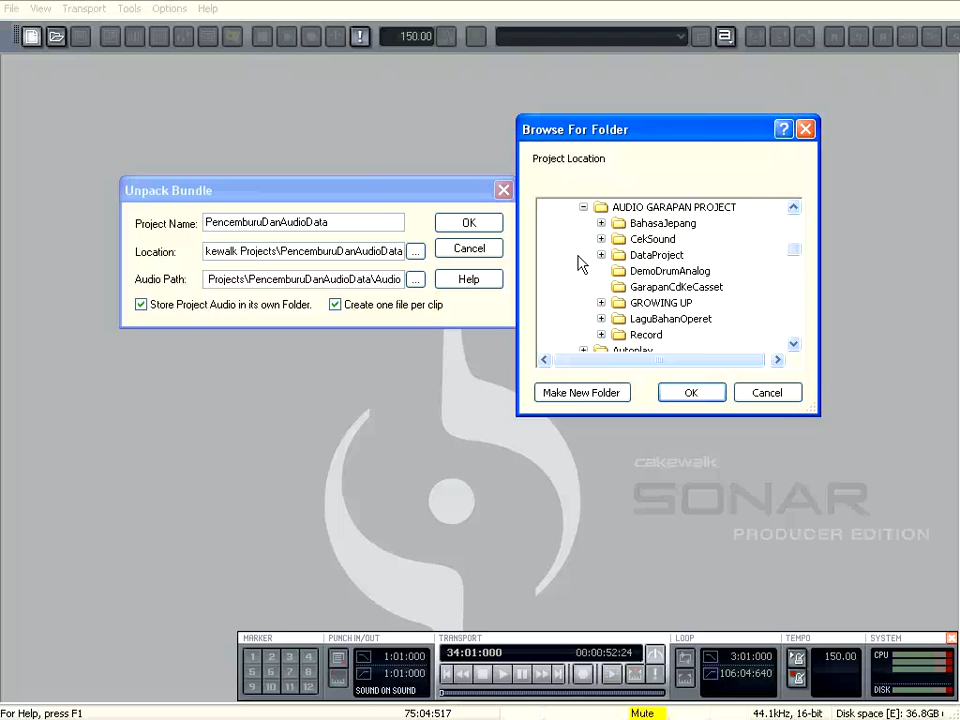 File View Transport Tools Options Help
150.00
Browse For Folder
Project Location
AUDIO GARAPAN PROJECT
BahasaJepang
CekSound
DataProject
DemoDrumAnalog
GarapanCdKeCasset
GROWING UP
LaguBahanOperet
Record
Autoplay
Make New Folder OK Cancel
Unpack Bundle
Project Name: PencemburuDanAudioData OK
Location: kewalk Projects\PencemburuDanAudioData ... Cancel
Audio Path: Projects\PencemburuDanAudioData\Audio ... Help
Store Project Audio in its own Folder. Create one file per clip
cakewalk
SONAR
PRODUCER EDITION
MARKER PUNCH IN/OUT TRANSPORT LOOP TEMPO SYSTEM
1 2 3 4 1:01:000 34:01:000 00:00:52:24 3:01:000 150.00 CPU
5 6 7 8 1:01:000 106:04:640
9 10 11 12 SOUND ON SOUND DISK
For Help, press F1 75:04:517 Mute 44.1kHz, 16-bit Disk space [E]: 36.8GB